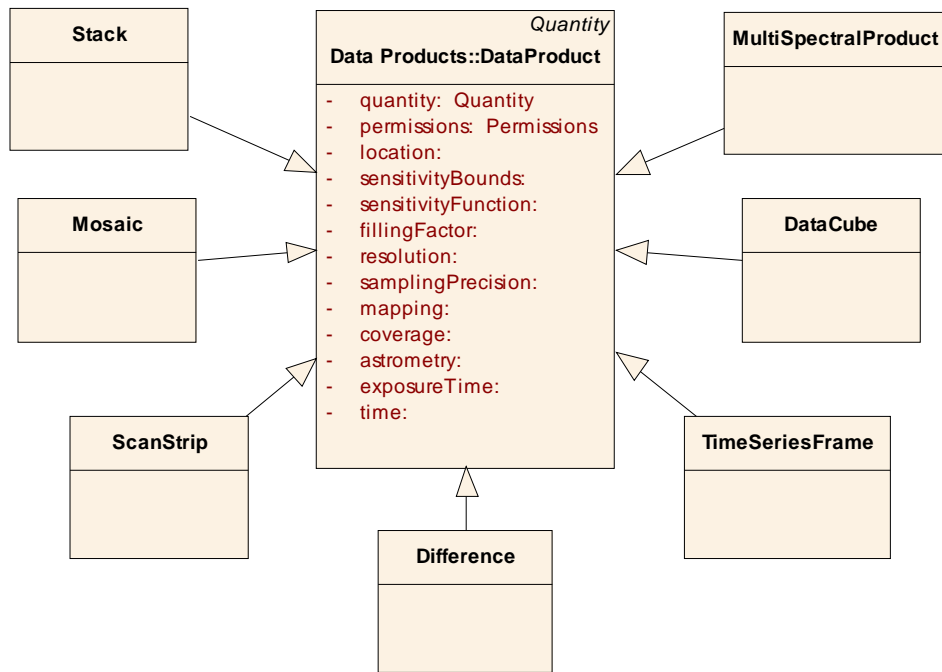 Stack
Quantity
Data Products::DataProduct
- quantity: Quantity
- permissions: Permissions
- location:
- sensitivityBounds:
- sensitivityFunction:
- fillingFactor:
- resolution:
- samplingPrecision:
- mapping:
- coverage:
- astrometry:
- exposureTime:
- time:
MultiSpectralProduct
Mosaic
DataCube
ScanStrip
TimeSeriesFrame
Difference